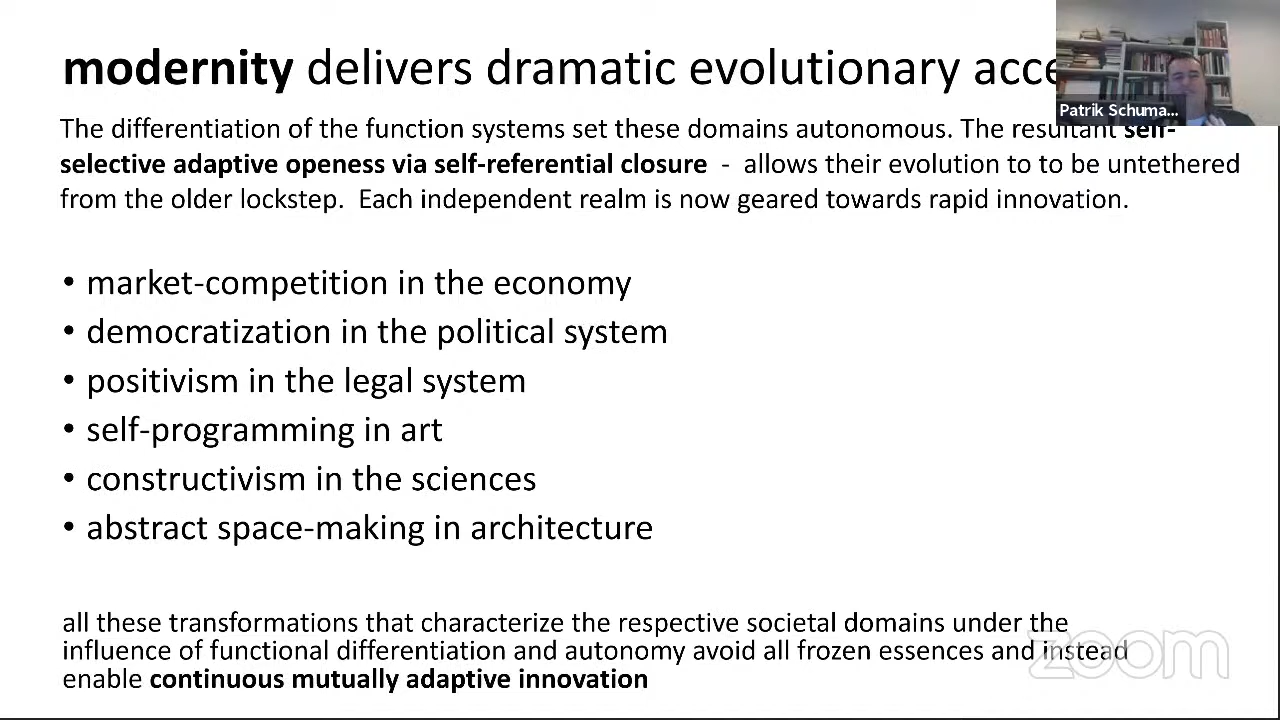 modernity delivers dramatic evolutionary acce
Patrik Schuma...
The differentiation of the function systems set these domains autonomous. The resultant self-
selective adaptive openess via self-referential closure - allows their evolution to to be untethered
from the older lockstep. Each independent realm is now geared towards rapid innovation.
• market-competition in the economy
• democratization in the political system
• positivism in the legal system
• self-programming in art
• constructivism in the sciences
• abstract space-making in architecture
all these transformations that characterize the respective societal domains under the
influence of functional differentiation and autonomy avoid all frozen essences and instead
enable continuous mutually adaptive innovation
zoom